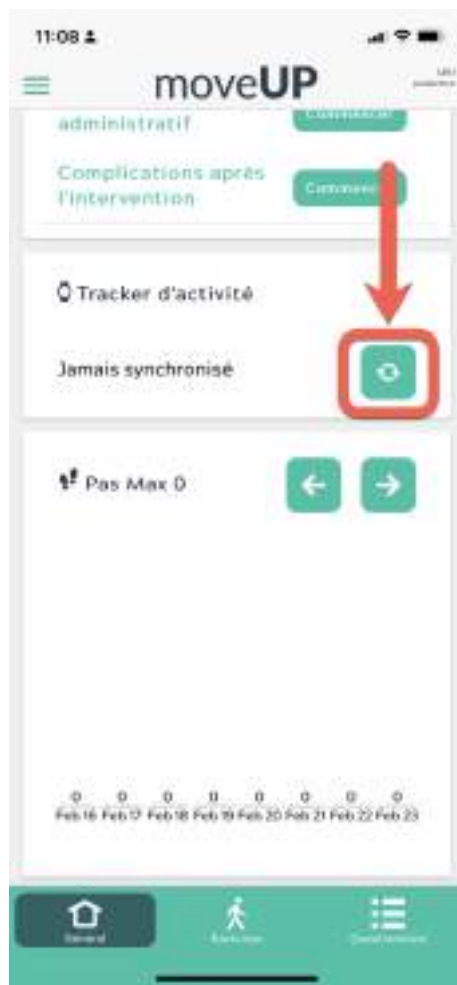 11:08
moveUP
administratif
Commencer
Complications après
l'intervention
Tracker d'activité
Jamais synchronisé
Pas Max 0
0 0 0 0 0 0 0 0
Feb 16 Feb 17 Feb 18 Feb 19 Feb 20 Feb 21 Feb 22 Feb 23
General